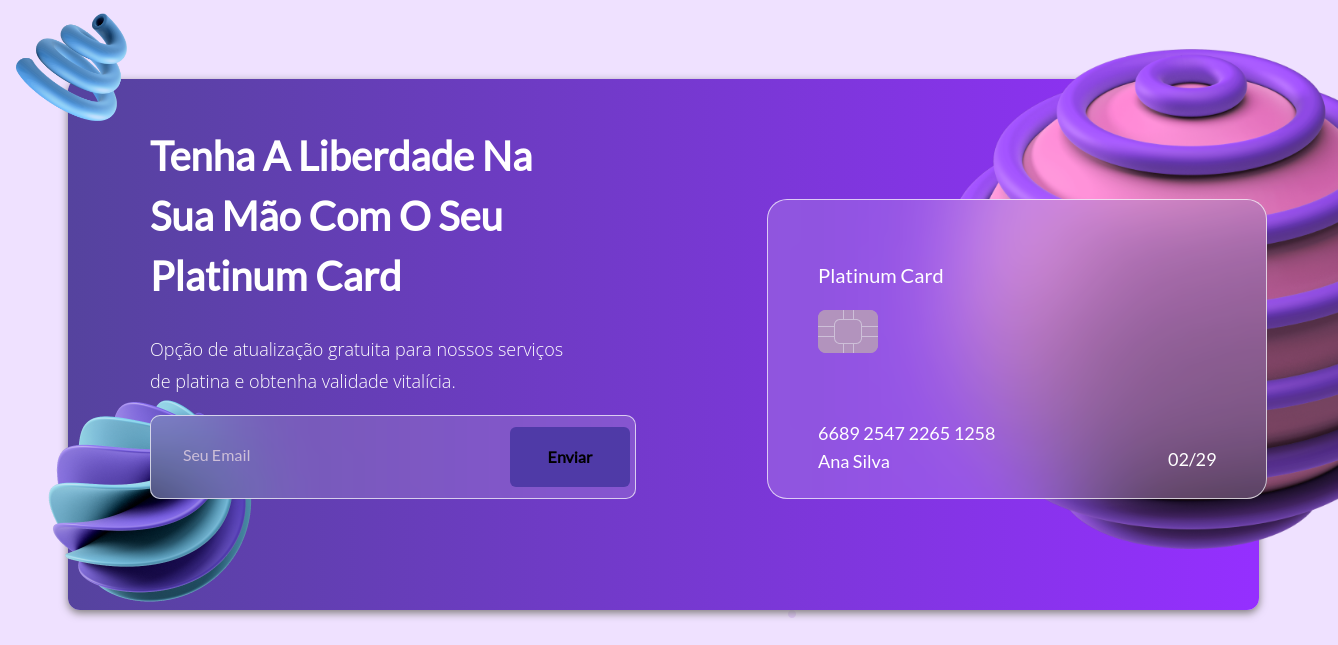 Tenha A Liberdade Na
Sua Mão Com O Seu
Platinum Card
Opção de atualização gratuita para nossos serviços
de platina e obtenha validade vitalícia.
Seu Email
Enviar
Platinum Card
6689 2547 2265 1258
Ana Silva
02/29